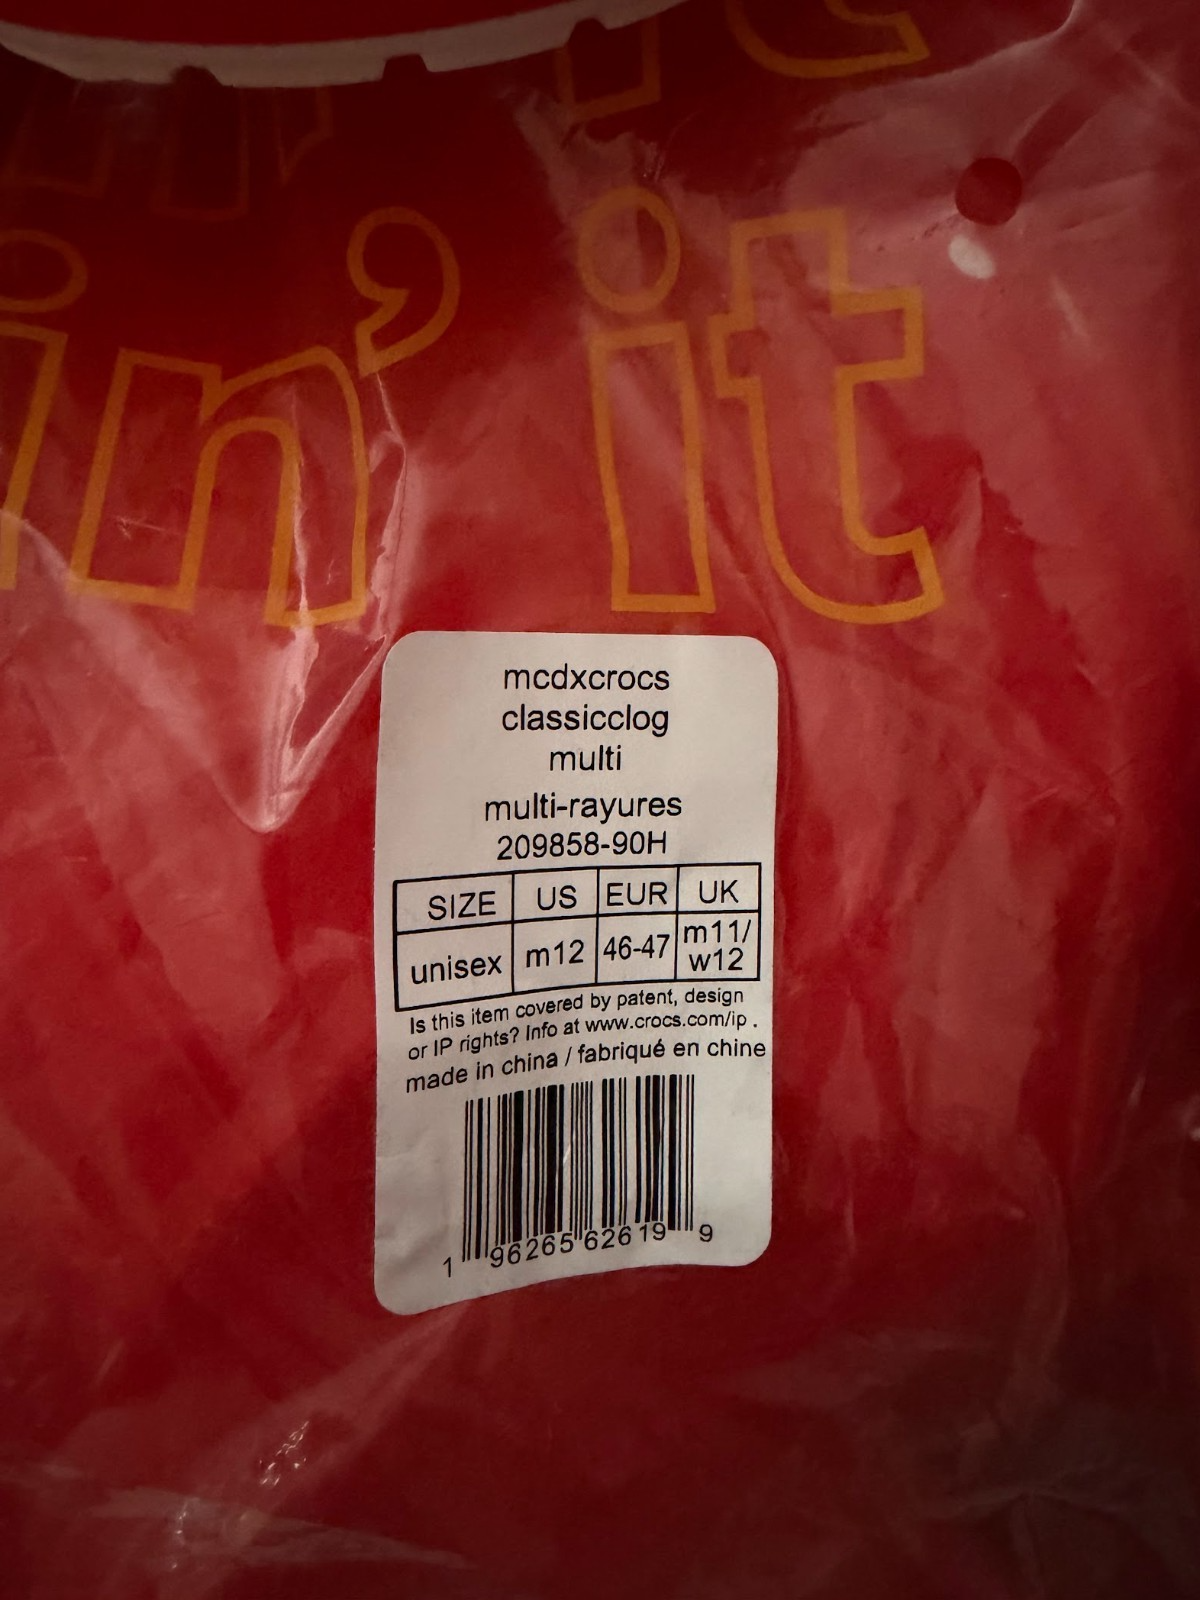 in' it
mcdxcrocs
classicclog
multi
multi-rayures
209858-90H
SIZE US EUR UK
unisex m12 46-47 m11/
w12
Is this item covered by patent, design
or IP rights? Info at www.crocs.com/ip .
made in china / fabriqué en chine
1 96265 62619 9